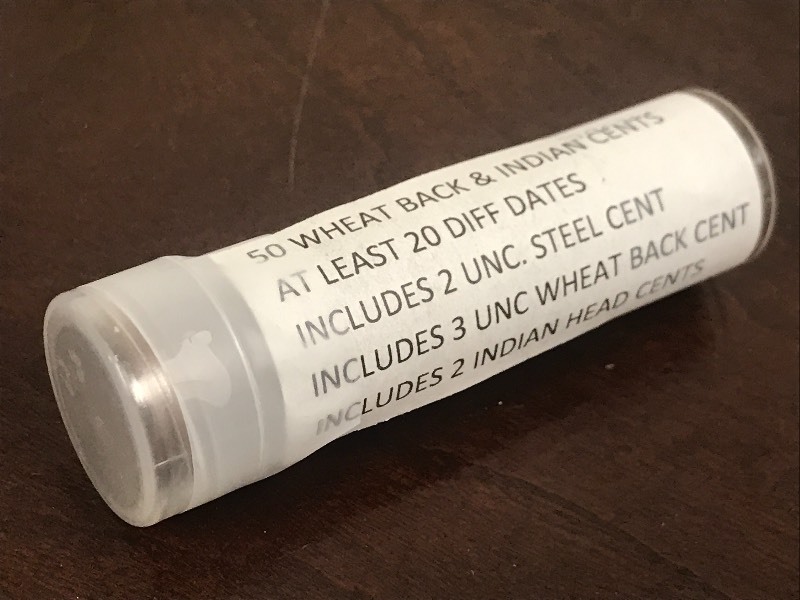 50 WHEAT BACK & INDIAN CENTS
AT LEAST 20 DIFF DATES
INCLUDES 2 UNC. STEEL CENT
INCLUDES 3 UNC WHEAT BACK CENT
INCLUDES 2 INDIAN HEAD CENTS